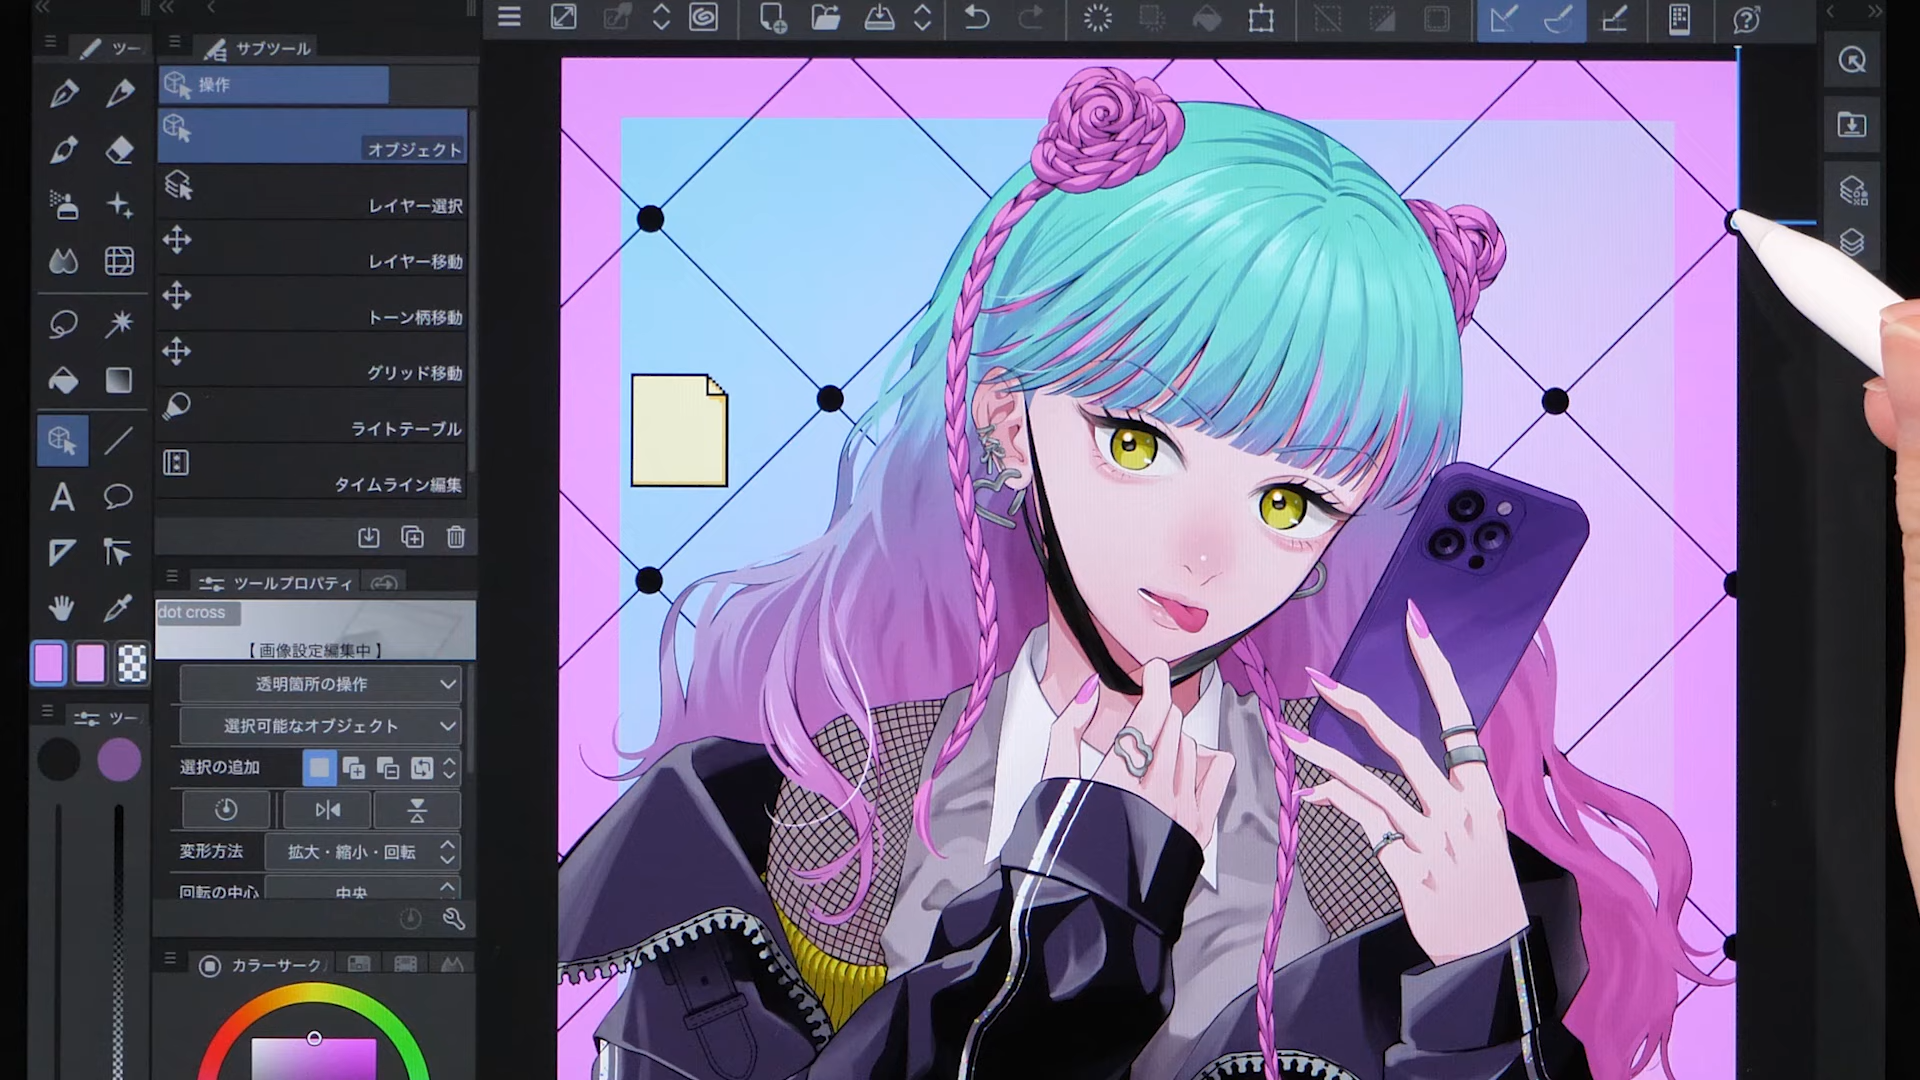 ツー
サブツール
操作
オブジェクト
レイヤー選択
レイヤー移動
トーン柄移動
グリッド移動
ライトテーブル
タイムライン編集
ツールプロパティ
dot cross
【 画像設定編集中 】
透明箇所の操作
選択可能なオブジェクト
選択の追加
変形方法
拡大・縮小・回転
回転の中心
中央
ツー
カラーサーク
A